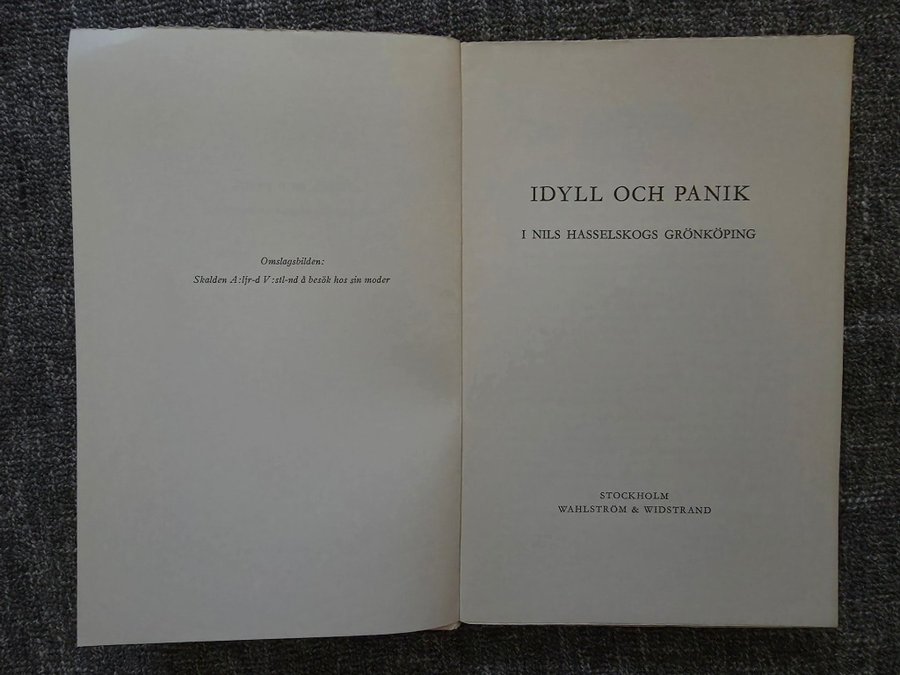 Omslagsbilden:
Skalden A:ljr-d V:stl-nd å besök hos sin moder
IDYLL OCH PANIK
I NILS HASSELSKOGS GRÖNKÖPING
STOCKHOLM
WAHLSTRÖM & WIDSTRAND